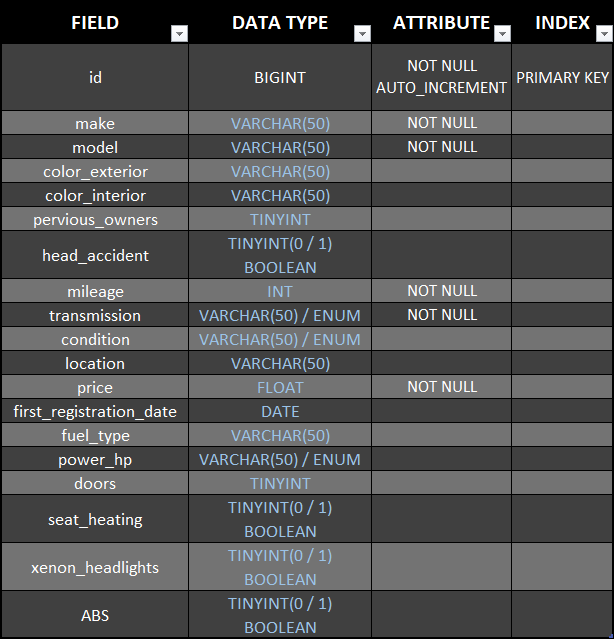 FIELD DATA TYPE ATTRIBUTE INDEX
id BIGINT NOT NULL AUTO_INCREMENT PRIMARY KEY
make VARCHAR(50) NOT NULL
model VARCHAR(50) NOT NULL
color_exterior VARCHAR(50)
color_interior VARCHAR(50)
pervious_owners TINYINT
head_accident TINYINT(0 / 1) BOOLEAN
mileage INT NOT NULL
transmission VARCHAR(50) / ENUM NOT NULL
condition VARCHAR(50) / ENUM
location VARCHAR(50)
price FLOAT NOT NULL
first_registration_date DATE
fuel_type VARCHAR(50)
power_hp VARCHAR(50) / ENUM
doors TINYINT
seat_heating TINYINT(0 / 1) BOOLEAN
xenon_headlights TINYINT(0 / 1) BOOLEAN
ABS TINYINT(0 / 1) BOOLEAN